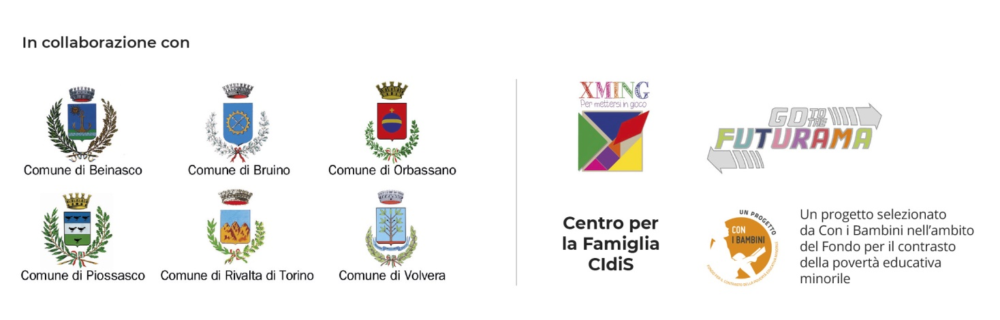 In collaborazione con
Comune di Beinasco
Comune di Bruino
Comune di Orbassano
Comune di Piossasco
Comune di Rivalta di Torino
Comune di Volvera
XMING
Per mettersi in gioco
GO TO THE
FUTURAMA
Centro per
la Famiglia
CIdiS
UN PROGETTO
CON
I BAMBINI
FONDO PER IL CONTRASTO DELLA POVERTÀ EDUCATIVA MINORILE
Un progetto selezionato
da Con i Bambini nell'ambito
del Fondo per il contrasto
della povertà educativa
minorile